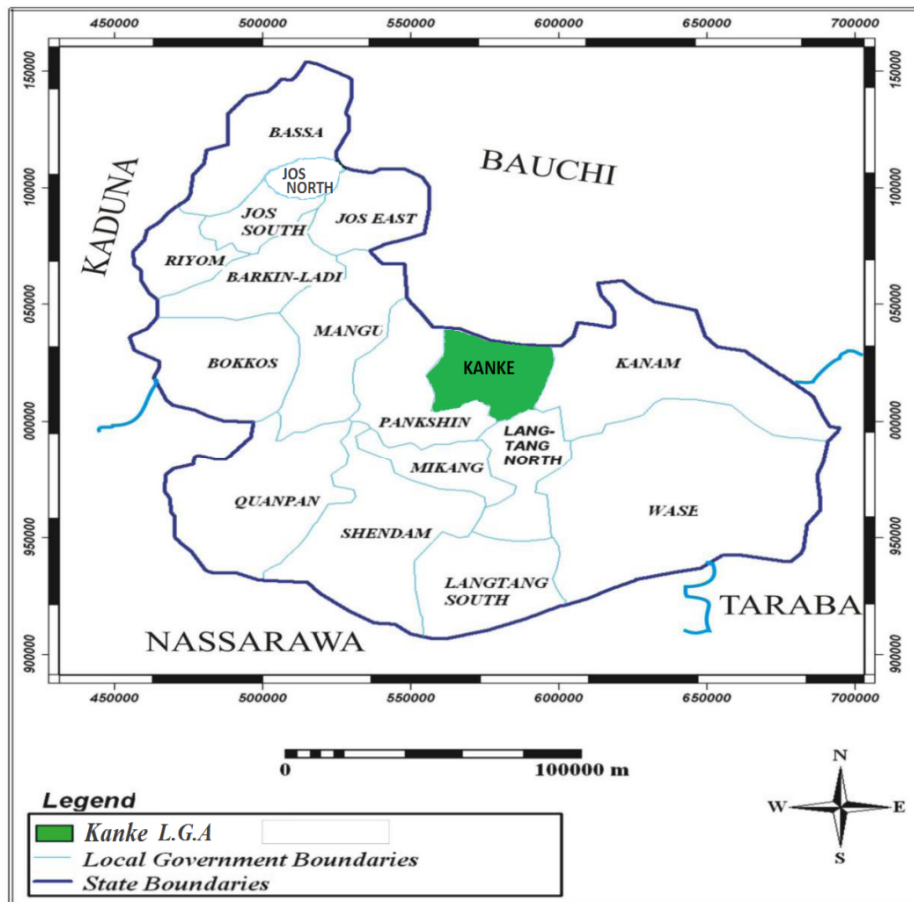 450000 500000 550000 600000 650000 700000
150000 150000
BASSA
BAUCHI
JOS
NORTH
100000 100000
KADUNA
JOS
SOUTH
JOS EAST
RIYOM
BARKIN-LADI
050000 050000
MANGU
BOKKOS
KANKE
KANAM
000000 000000
PANKSHIN
LANG-
TANG
NORTH
MIKANG
QUANPAN
WASE
SHENDAM
950000 950000
LANGTANG
SOUTH
TARABA
NASSARAWA
900000 900000
450000 500000 550000 600000 650000 700000
0 100000 m
N
W E
S
Legend
Kanke L.G.A
Local Government Boundaries
State Boundaries